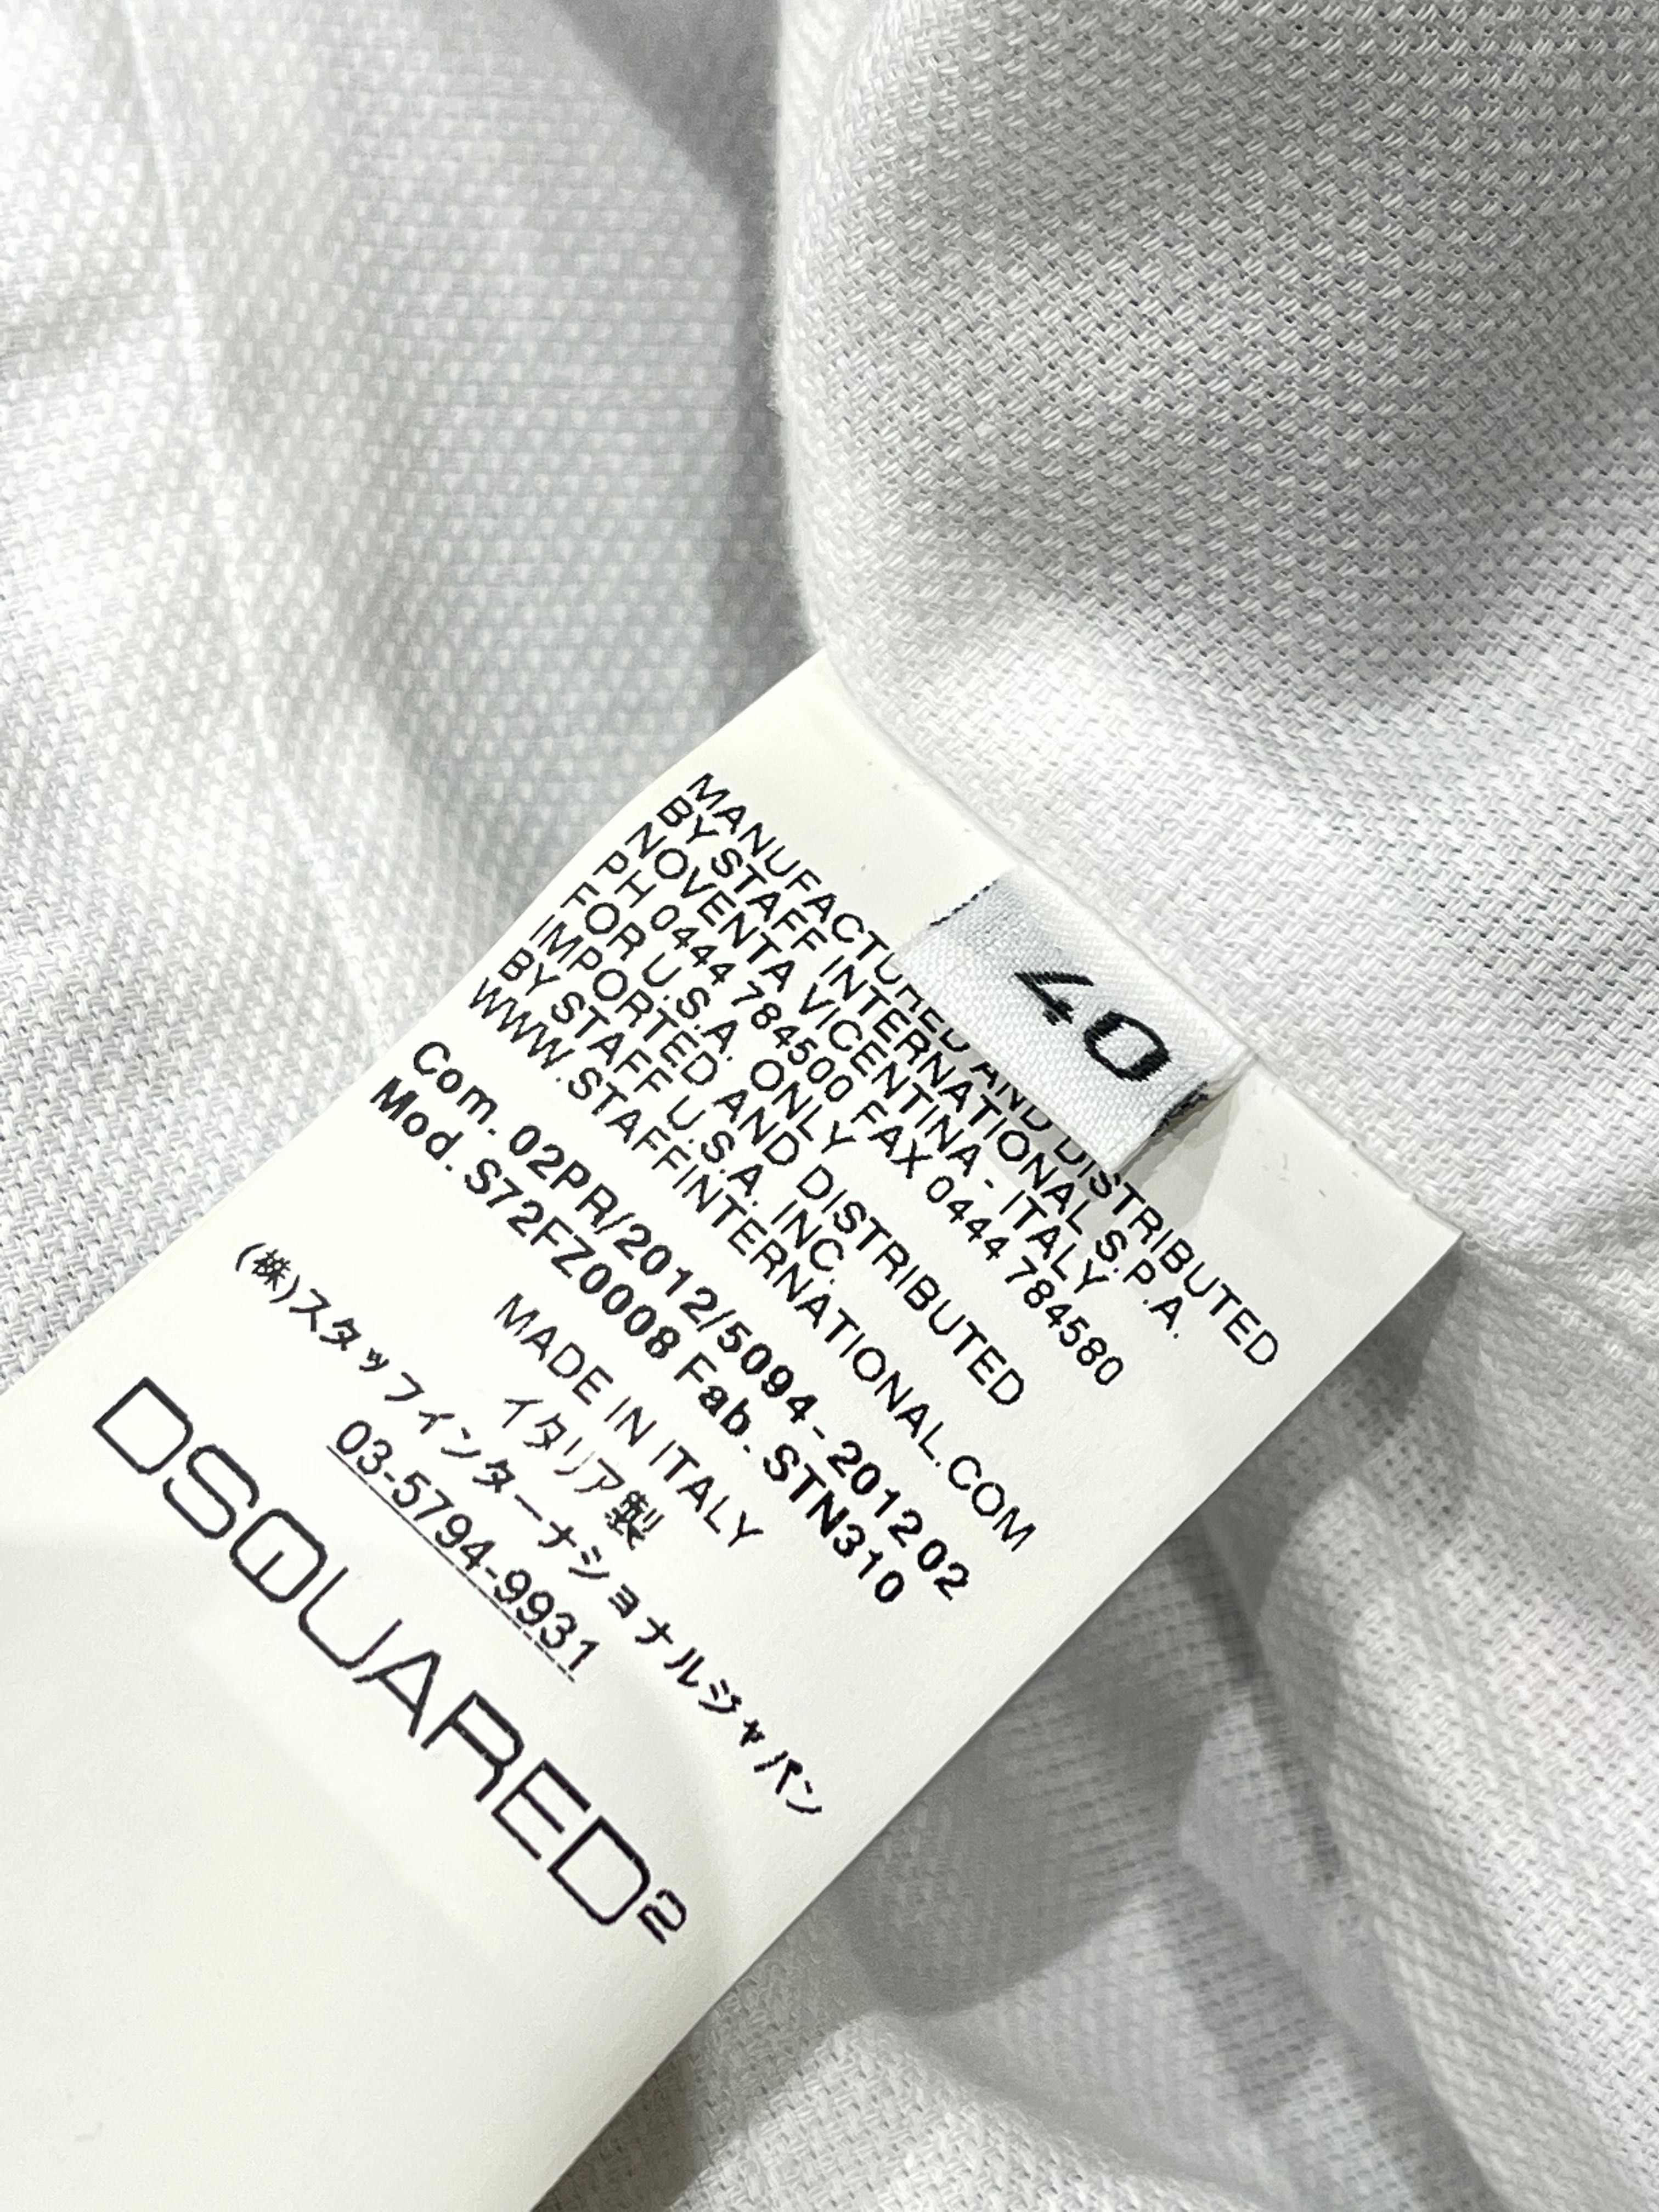 MANUFACTURED AND DISTRIBUTED
BY STAFF INTERNATIONAL S.P.A.
NOVENTA VICENTINA - ITALY
PH 0444 784500 FAX 0444 784580
FOR U.S.A. ONLY
IMPORTED AND DISTRIBUTED
BY STAFF U.S.A. INC.
WWW.STAFFINTERNATIONAL.COM
40
Com. 02PR/2012/5094-201202
Mod. S72FZ0008 Fab. STN310
MADE IN ITALY
イタリア製
(株)スタッフインターナショナルジャパン
03-5794-9931
DSQUARED2